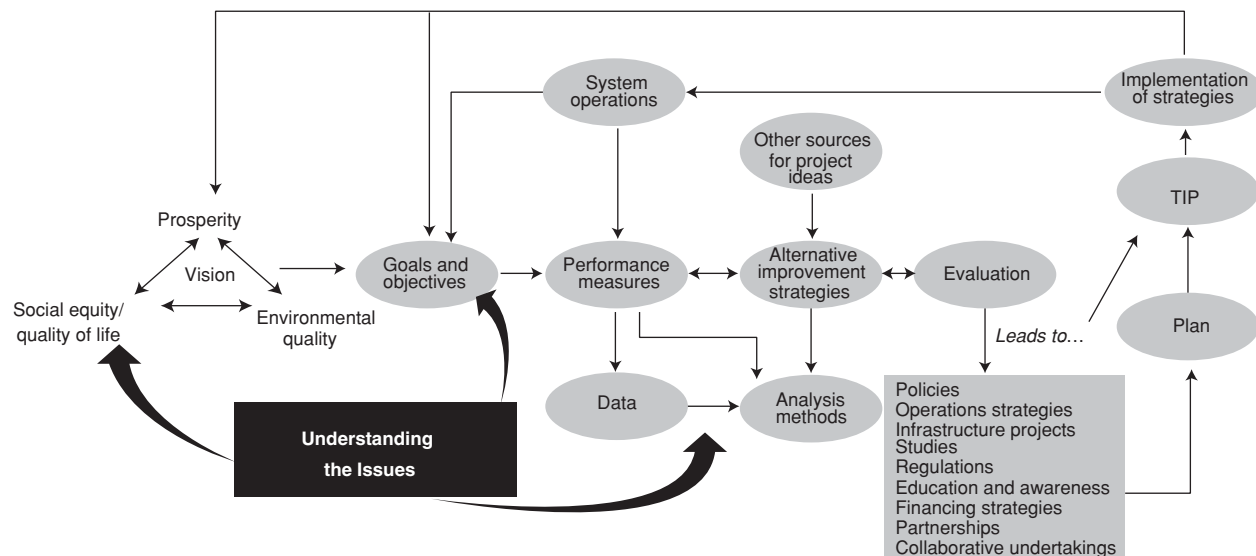 System
operations
Implementation
of strategies
Other sources
for project
ideas
TIP
Prosperity
Vision
Goals and
objectives
Performance
measures
Alternative
improvement
strategies
Evaluation
Social equity/
quality of life
Environmental
quality
Leads to…
Plan
Data
Analysis
methods
Understanding
the Issues
Policies
Operations strategies
Infrastructure projects
Studies
Regulations
Education and awareness
Financing strategies
Partnerships
Collaborative undertakings